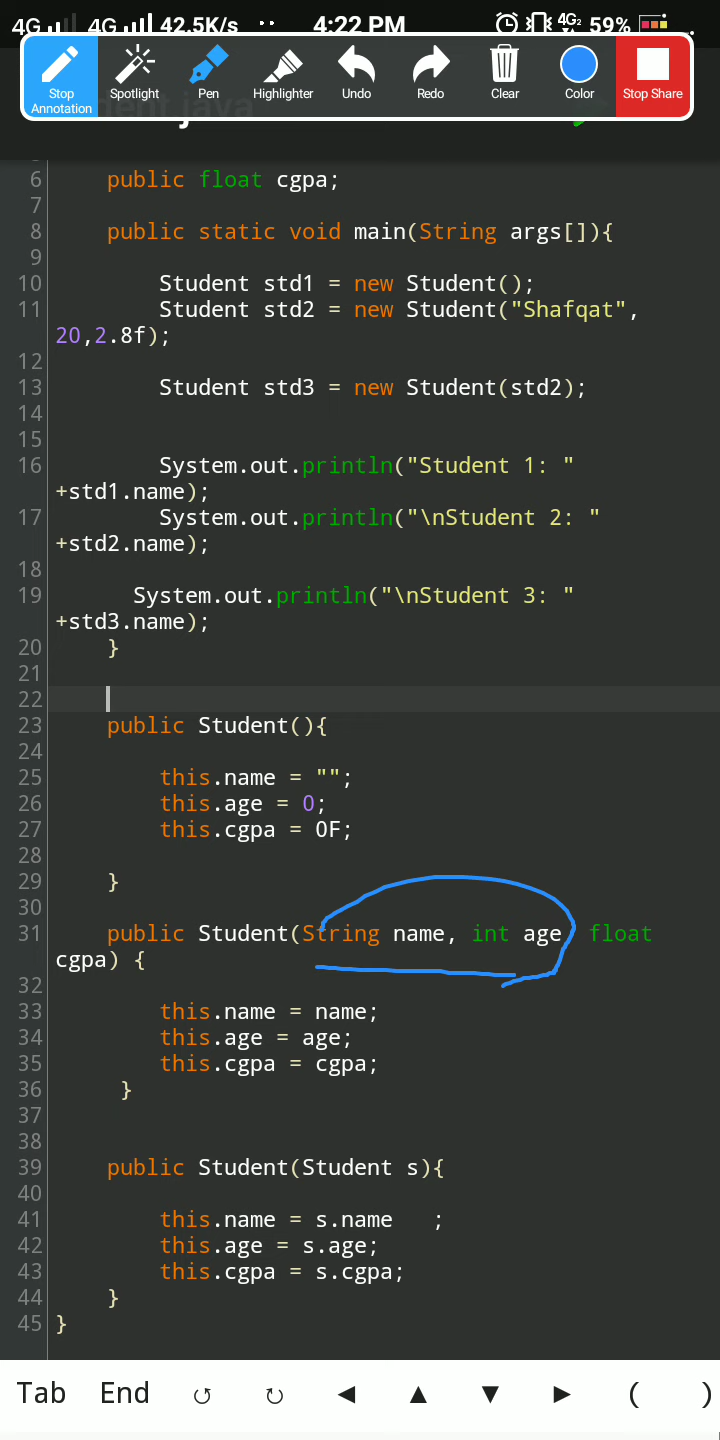 4G 4G 42.5K/s 4:22 PM 4G2 59%
Stop Annotation Spotlight Pen Highlighter Undo Redo Clear Color Stop Share
dent.java
6 public float cgpa;
7
8 public static void main(String args[]){
9
10 Student std1 = new Student();
11 Student std2 = new Student("Shafqat",
20,2.8f);
12
13 Student std3 = new Student(std2);
14
15
16 System.out.println("Student 1: "
+std1.name);
17 System.out.println("\nStudent 2: "
+std2.name);
18
19 System.out.println("\nStudent 3: "
+std3.name);
20 }
21
22
23 public Student(){
24
25 this.name = "";
26 this.age = 0;
27 this.cgpa = 0F;
28
29 }
30
31 public Student(String name, int age float
cgpa) {
32
33 this.name = name;
34 this.age = age;
35 this.cgpa = cgpa;
36 }
37
38
39 public Student(Student s){
40
41 this.name = s.name ;
42 this.age = s.age;
43 this.cgpa = s.cgpa;
44 }
45 }
Tab End ↺ ↻ ◀ ▲ ▼ ▶ ( )